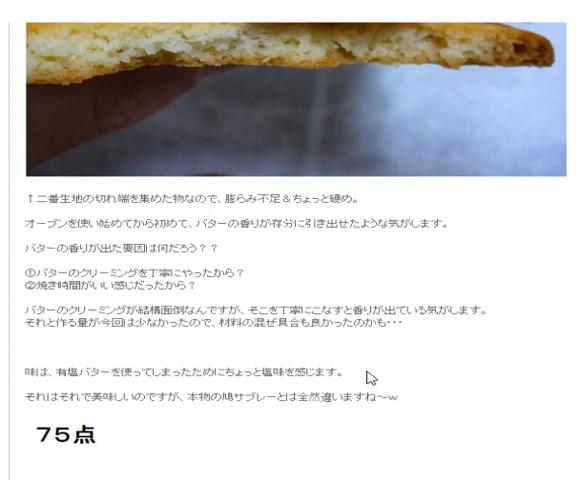 ↑二番生地の切れ端を集めた物なので、膨らみ不足＆ちょっと硬め。
オーブンを使い始めてから初めて、バターの香りが存分に引き出せたような気がします。
バターの香りが出た要因は何だろう？？
①バターのクリーミングを丁寧にやったから？
②焼き時間がいい感じだったから？
バターのクリーミングが結構面倒なんですが、そこを丁寧にこなすと香りが出ている気がします。
それと作る量が今回は少なかったので、材料の混ぜ具合も良かったのかも・・・
味は、有塩バターを使ってしまったためにちょっと塩味を感じます。
それはそれで美味しいのですが、本物の鳩サブレーとは全然違いますね～w
75点